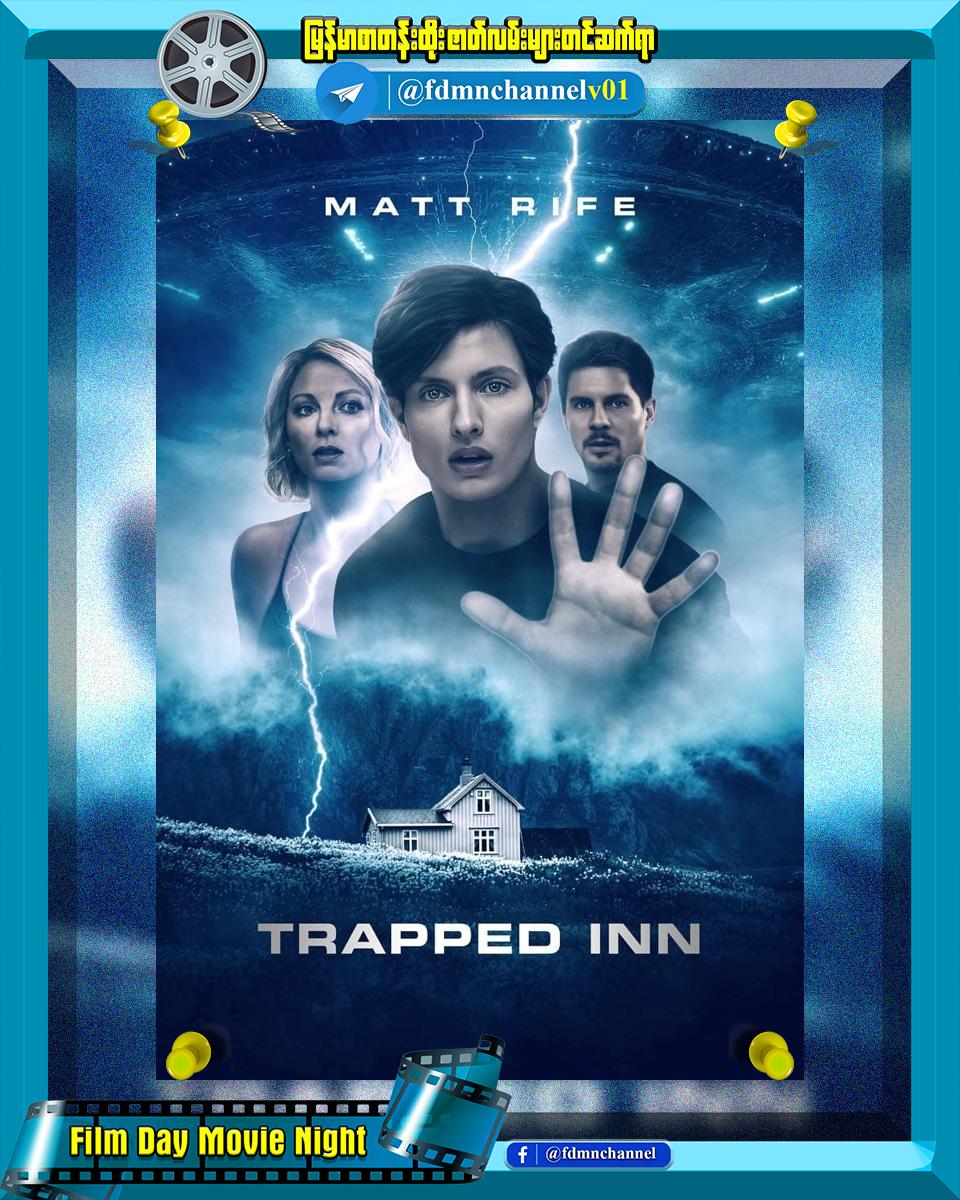 မြန်မာစာတန်းထိုးဇာတ်လမ်းများတင်ဆက်ရာ
@fdmnchannelv01
MATT RIFE
TRAPPED INN
Film Day Movie Night
@fdmnchannel